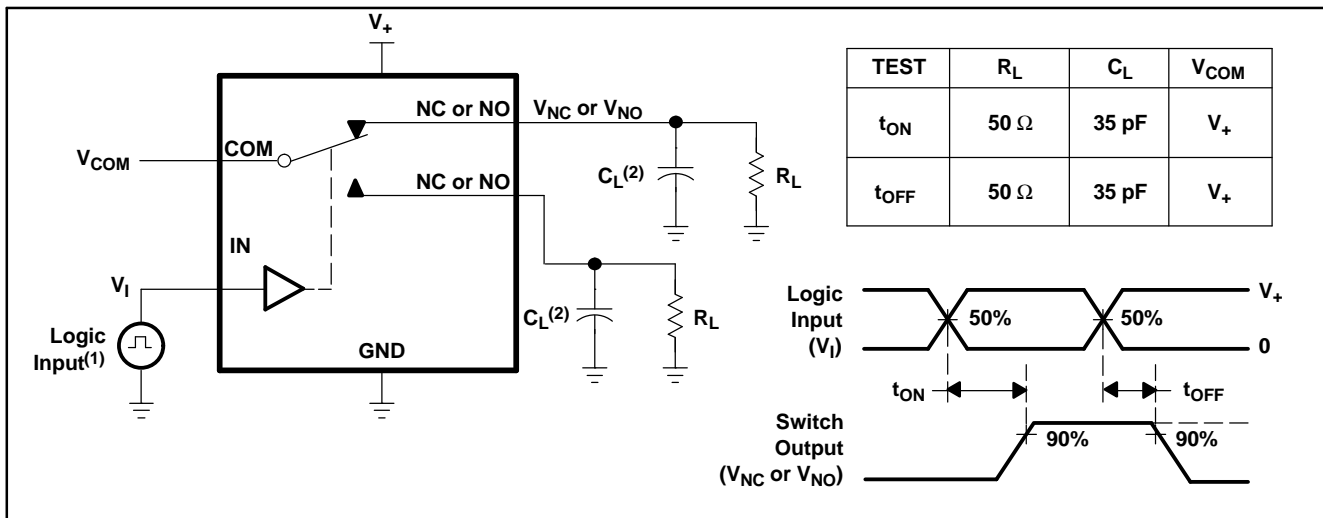 V+
NC or NO
VNC or VNO
COM
VCOM
CL(2)
RL
NC or NO
IN
VI
CL(2)
RL
Logic
Input(1)
GND
TEST RL CL VCOM
tON 50 Ω 35 pF V+
tOFF 50 Ω 35 pF V+
Logic
Input
(VI)
50%
50%
V+
0
tON
tOFF
Switch
Output
(VNC or VNO)
90%
90%